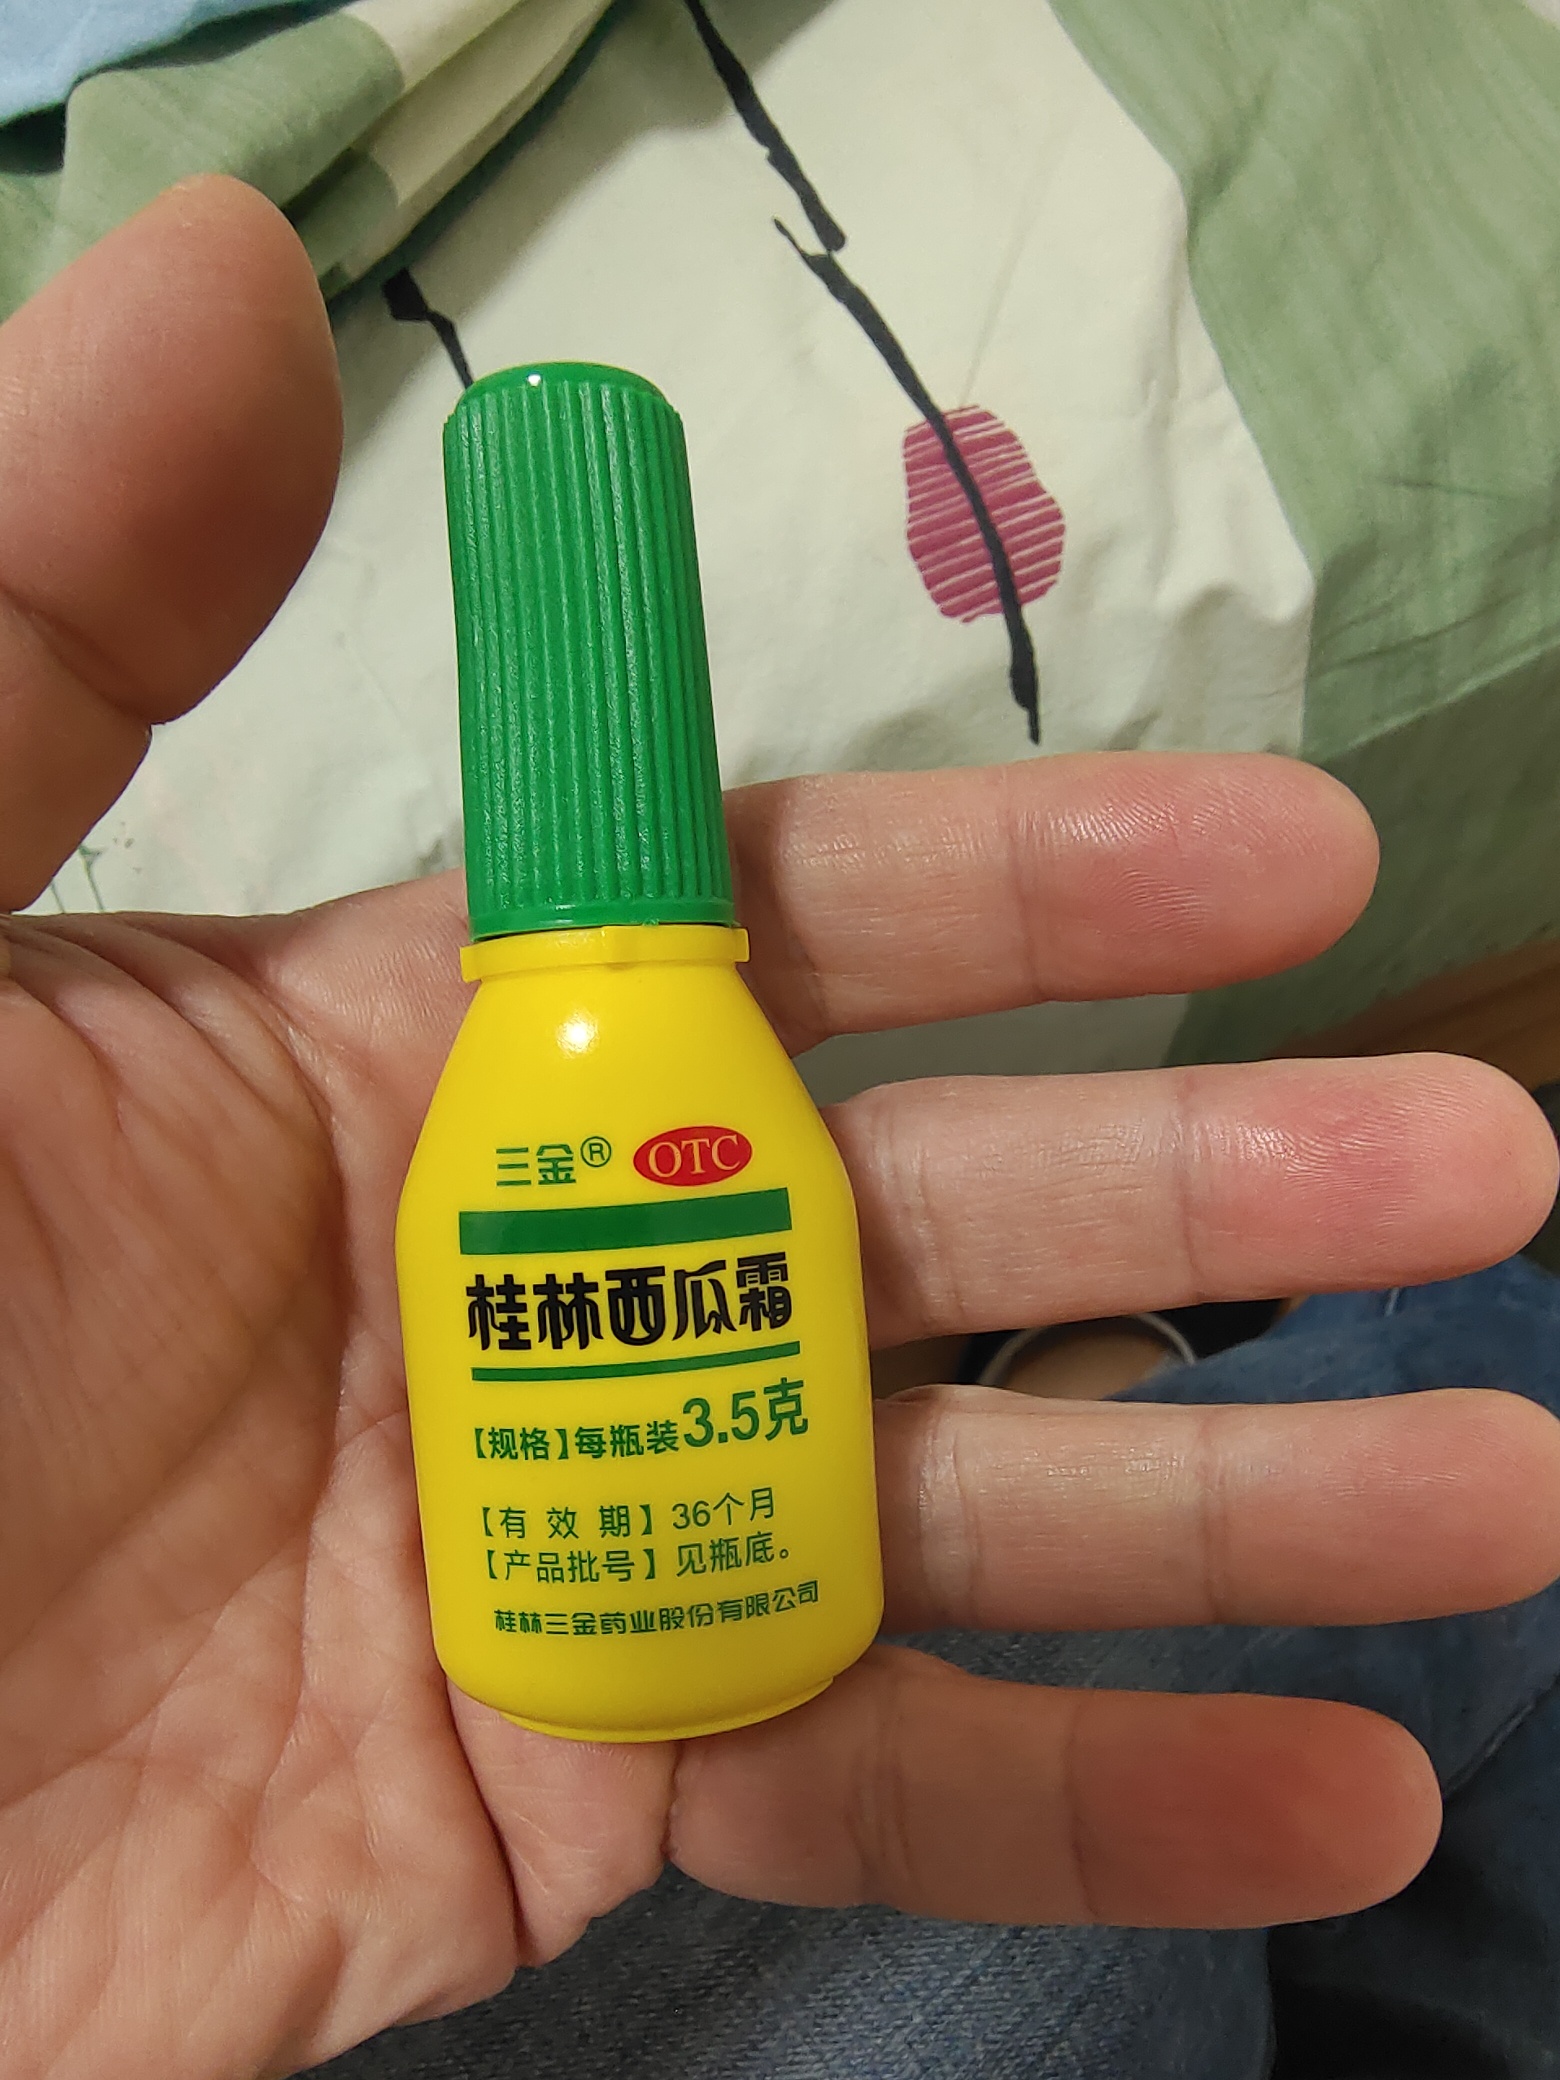 三金® OTC
桂林西瓜霜
【规格】每瓶装3.5克
【有 效 期】36个月
【产品批号】见瓶底。
桂林三金药业股份有限公司